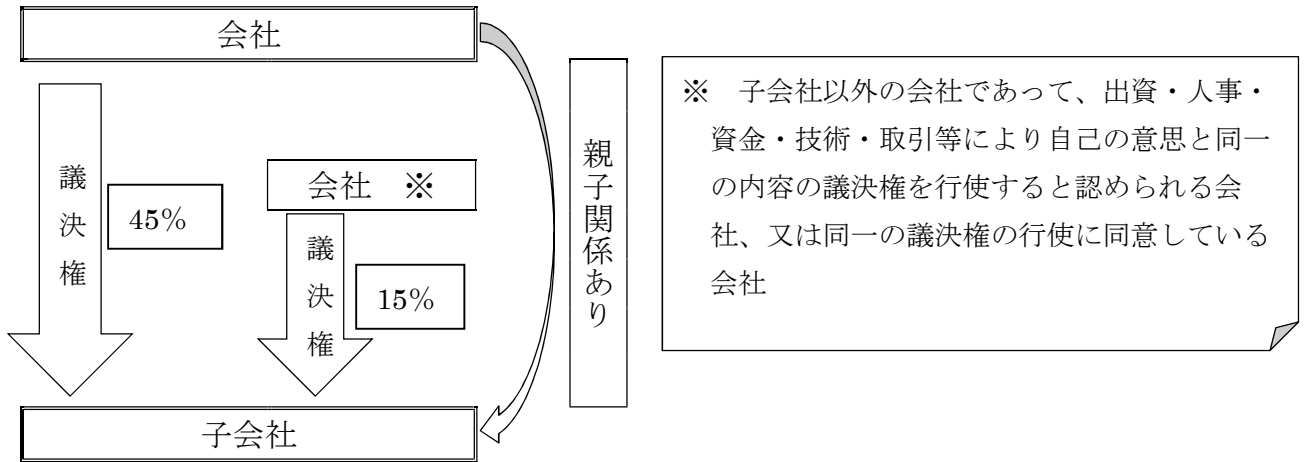 会社
議決権
45%
会社　※
議決権
15%
親子関係あり
子会社
※　子会社以外の会社であって、出資・人事・
資金・技術・取引等により自己の意思と同一
の内容の議決権を行使すると認められる会
社、又は同一の議決権の行使に同意している
会社